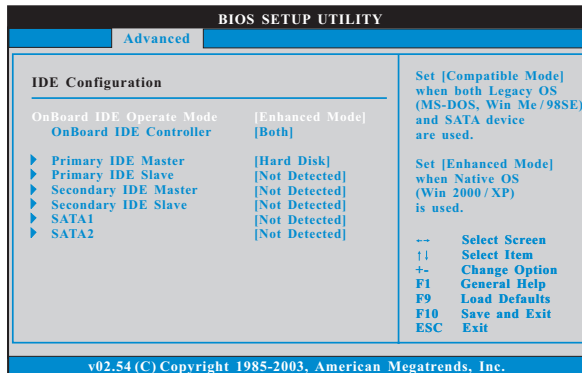 BIOS SETUP UTILITY
Advanced
IDE Configuration
OnBoard IDE Operate Mode [Enhanced Mode]
OnBoard IDE Controller [Both]
Primary IDE Master [Hard Disk]
Primary IDE Slave [Not Detected]
Secondary IDE Master [Not Detected]
Secondary IDE Slave [Not Detected]
SATA1 [Not Detected]
SATA2 [Not Detected]
Set [Compatible Mode]
when both Legacy OS
(MS-DOS, Win Me / 98SE)
and SATA device
are used.
Set [Enhanced Mode]
when Native OS
(Win 2000 / XP)
is used.
←→ Select Screen
↑↓ Select Item
+- Change Option
F1 General Help
F9 Load Defaults
F10 Save and Exit
ESC Exit
v02.54 (C) Copyright 1985-2003, American Megatrends, Inc.